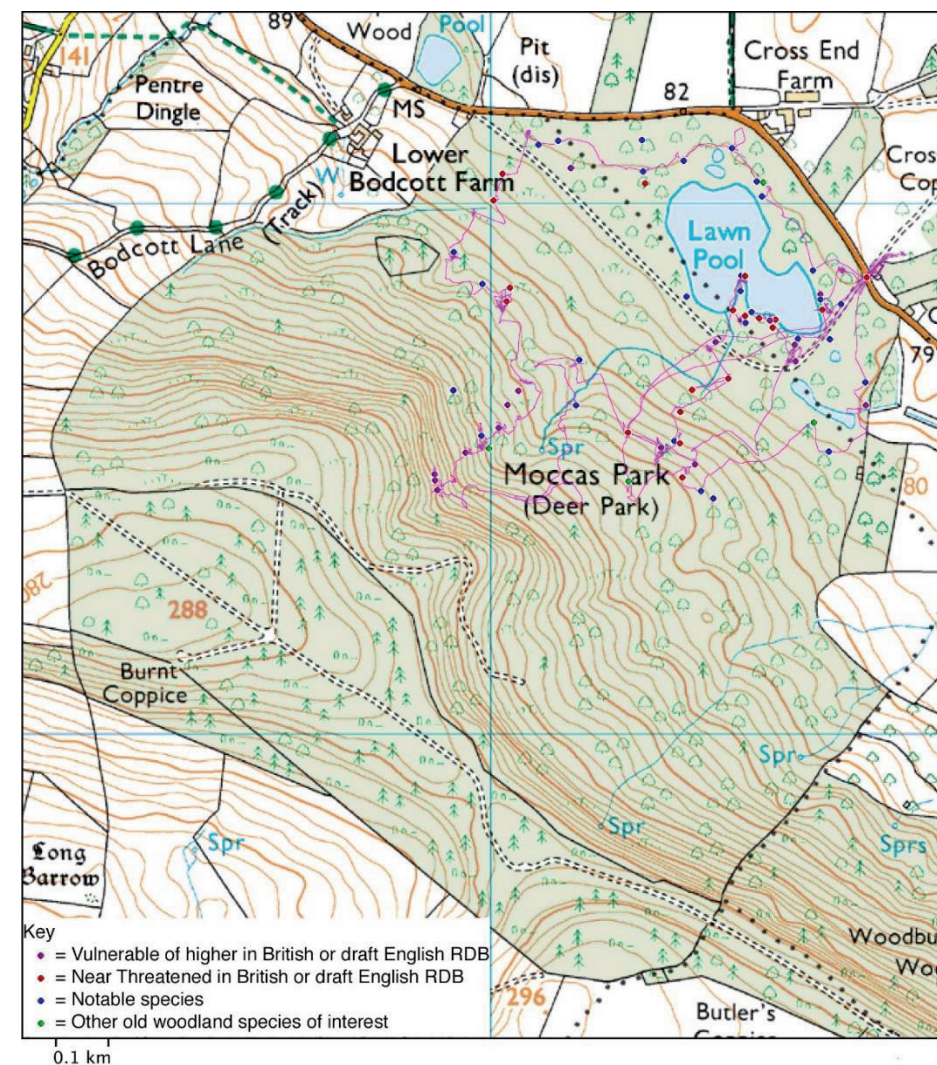 89
Wood
Pool
Pit
(dis)
Cross End
Farm
141
Pentre
Dingle
MS
82
Lower
Bodcott Farm
W
Bodcott Lane
(Track)
Lawn
Pool
79
Spr
Moccas Park
(Deer Park)
80
288
Burnt
Coppice
Spr
Spr
Spr
Sprs
Long
Barrow
296
Butler's
Key
= Vulnerable of higher in British or draft English RDB
= Near Threatened in British or draft English RDB
= Notable species
= Other old woodland species of interest
0.1 km